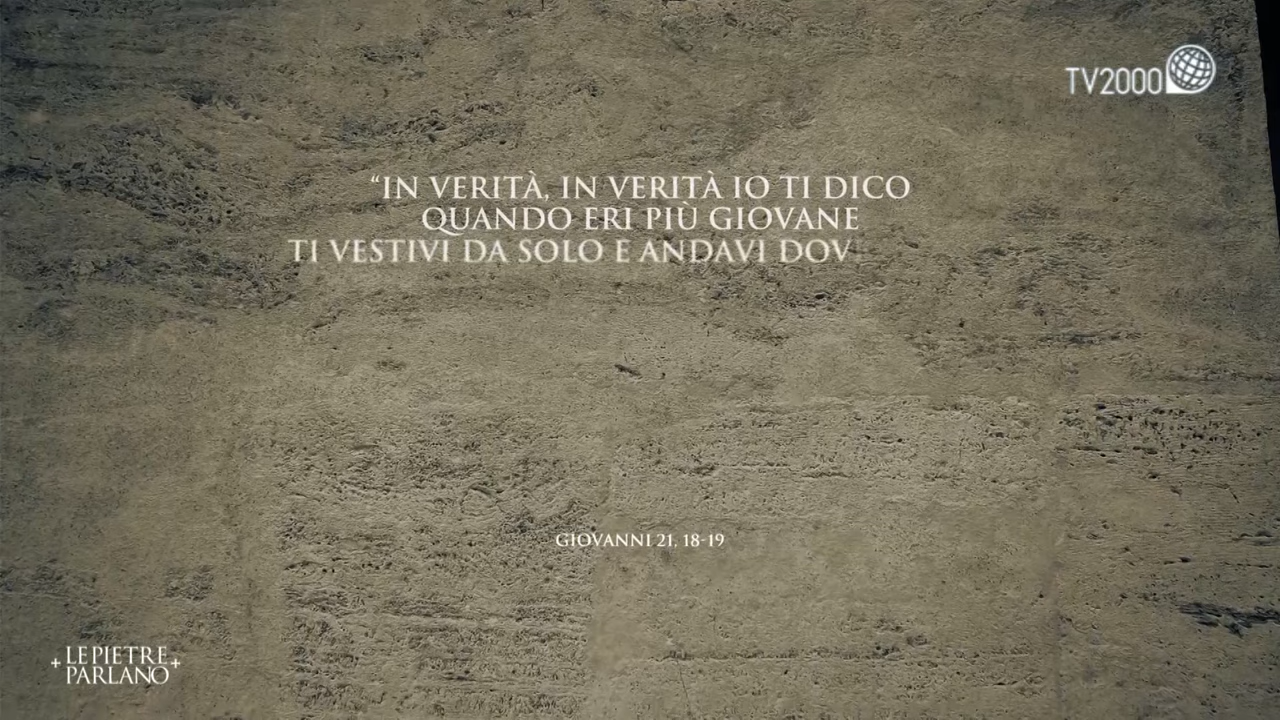 TV2000
“IN VERITÀ, IN VERITÀ IO TI DICO
QUANDO ERI PIÙ GIOVANE
TI VESTIVI DA SOLO E ANDAVI DOV
GIOVANNI 21, 18-19
+ LE PIETRE +
PARLANO